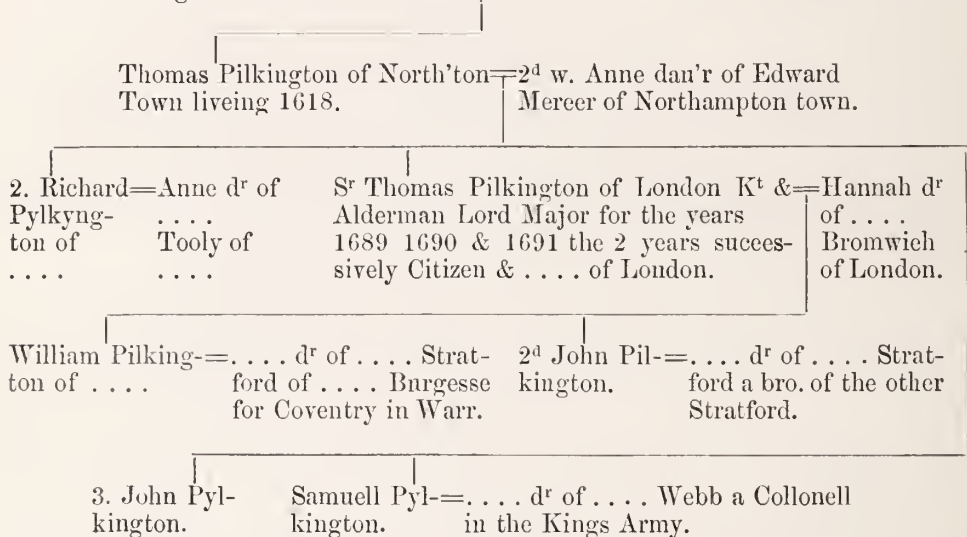 Thomas Pilkington of North'ton=2ᵈ w. Anne dau'r of Edward
Town liveing 1618. Mercer of Northampton town.
2. Richard=Anne dʳ of
Pylkyng- . . . .
ton of Tooly of
. . . . . . . .
Sʳ Thomas Pilkington of London Kᵗ &=Hannah dʳ
Alderman Lord Major for the years of . . . .
1689 1690 & 1691 the 2 years succes- Bromwich
sively Citizen & . . . . of London. of London.
William Pilking-=. . . . dʳ of . . . . Strat-
ton of . . . . ford of . . . . Burgesse
for Coventry in Warr.
2ᵈ John Pil-=. . . . dʳ of . . . . Strat-
kington. ford a bro. of the other
Stratford.
3. John Pyl-
kington.
Samuell Pyl-=. . . . dʳ of . . . . Webb a Collonell
kington. in the Kings Army.